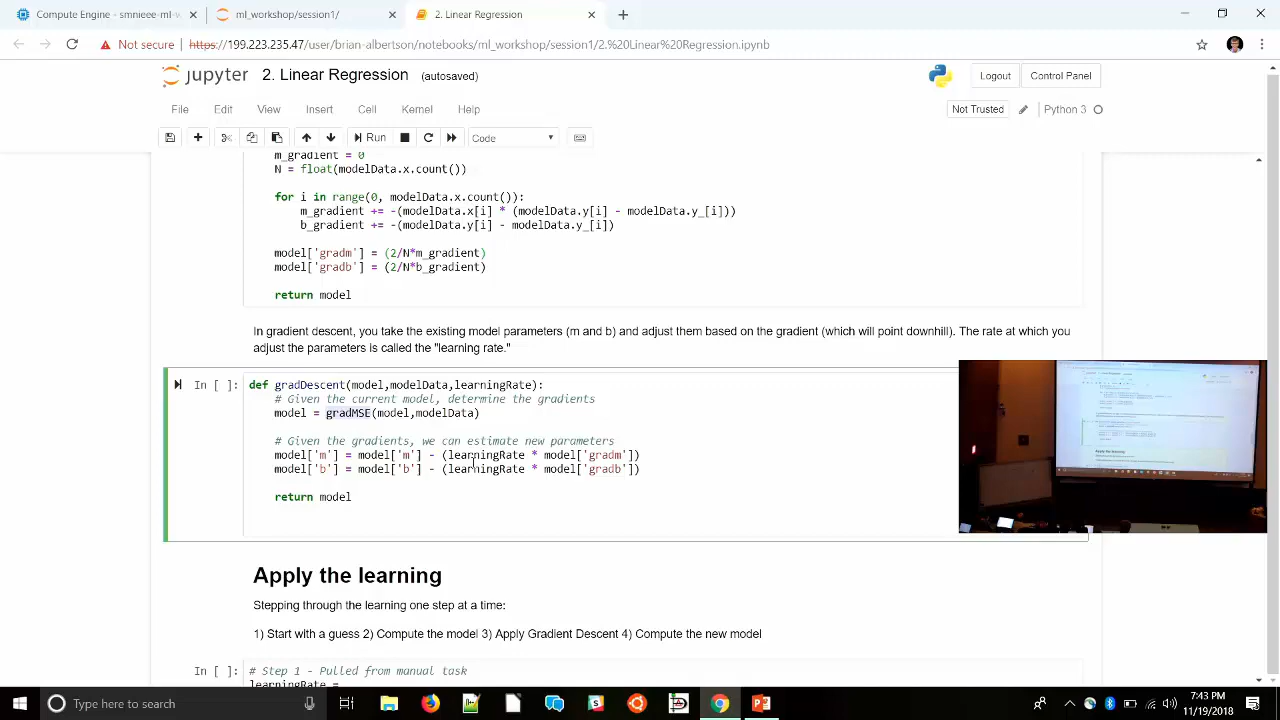 Compute Engine - smnieee-ml-w
ml_workshop/session1/
2. Linear Regression
Not secure
https://199.223.235.47/user/brian-albertson/notebooks/ml_workshop/session1/2.%20Linear%20Regression.ipynb
jupyter 2. Linear Regression (autosaved)
Logout Control Panel
File Edit View Insert Cell Kernel Help
Not Trusted Python 3
Run Code
m_gradient = 0
N = float(modelData.x.count())
for i in range(0, modelData.x.count()):
m_gradient += -(modelData.x[i] * (modelData.y[i] - modelData.y_[i]))
b_gradient += -(modelData.y[i] - modelData.y_[i])
model['gradm'] = (2/N*m_gradient)
model['gradb'] = (2/N*b_gradient)
return model
In gradient descent, you take the existing model parameters (m and b) and adjust them based on the gradient (which will point downhill). The rate at which you
adjust the parameters is called the "learning rate."
In [ ]: def gradDescent(model,modelData,learningRate):
# Given the current model, determine the gradients
model = gradMSE(model,modelData)
# Given the gradients, we estimate new parameters
model['m'] = model['m'] - (learningRate * model['gradm'])
model['b'] = model['b'] - (learningRate * model['gradb'])
return model
Apply the learning
Apply the learning
Stepping through the learning one step at a time:
1) Start with a guess 2) Compute the model 3) Apply Gradient Descent 4) Compute the new model
In [ ]: # Step 1 - Pulled from manual task
learningRate =
Type here to search
7:43 PM
11/19/2018